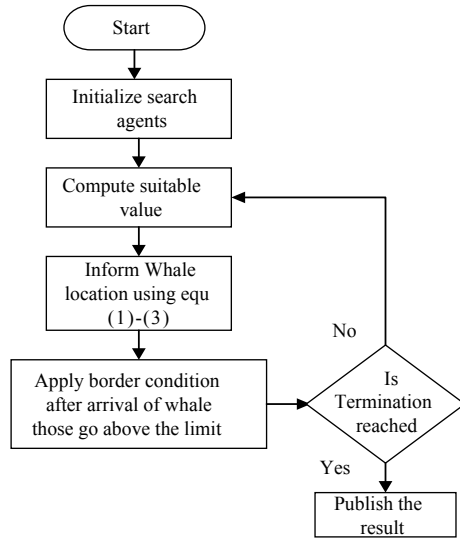 Start
Initialize search
agents
Compute suitable
value
Inform Whale
location using equ
(1)-(3)
Apply border condition
after arrival of whale
those go above the limit
No
Is
Termination
reached
Yes
Publish the
result